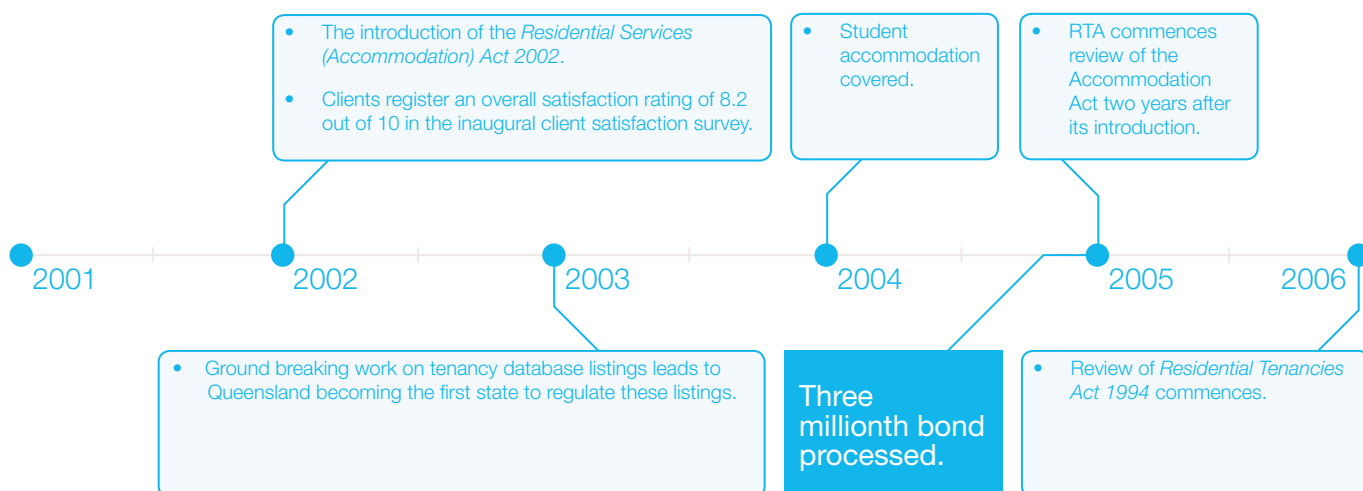 • The introduction of the Residential Services
(Accommodation) Act 2002.
• Clients register an overall satisfaction rating of 8.2
out of 10 in the inaugural client satisfaction survey.
• Student
accommodation
covered.
• RTA commences
review of the
Accommodation
Act two years after
its introduction.
2001
2002
2003
2004
2005
2006
• Ground breaking work on tenancy database listings leads to
Queensland becoming the first state to regulate these listings.
Three
millionth bond
processed.
• Review of Residential Tenancies
Act 1994 commences.